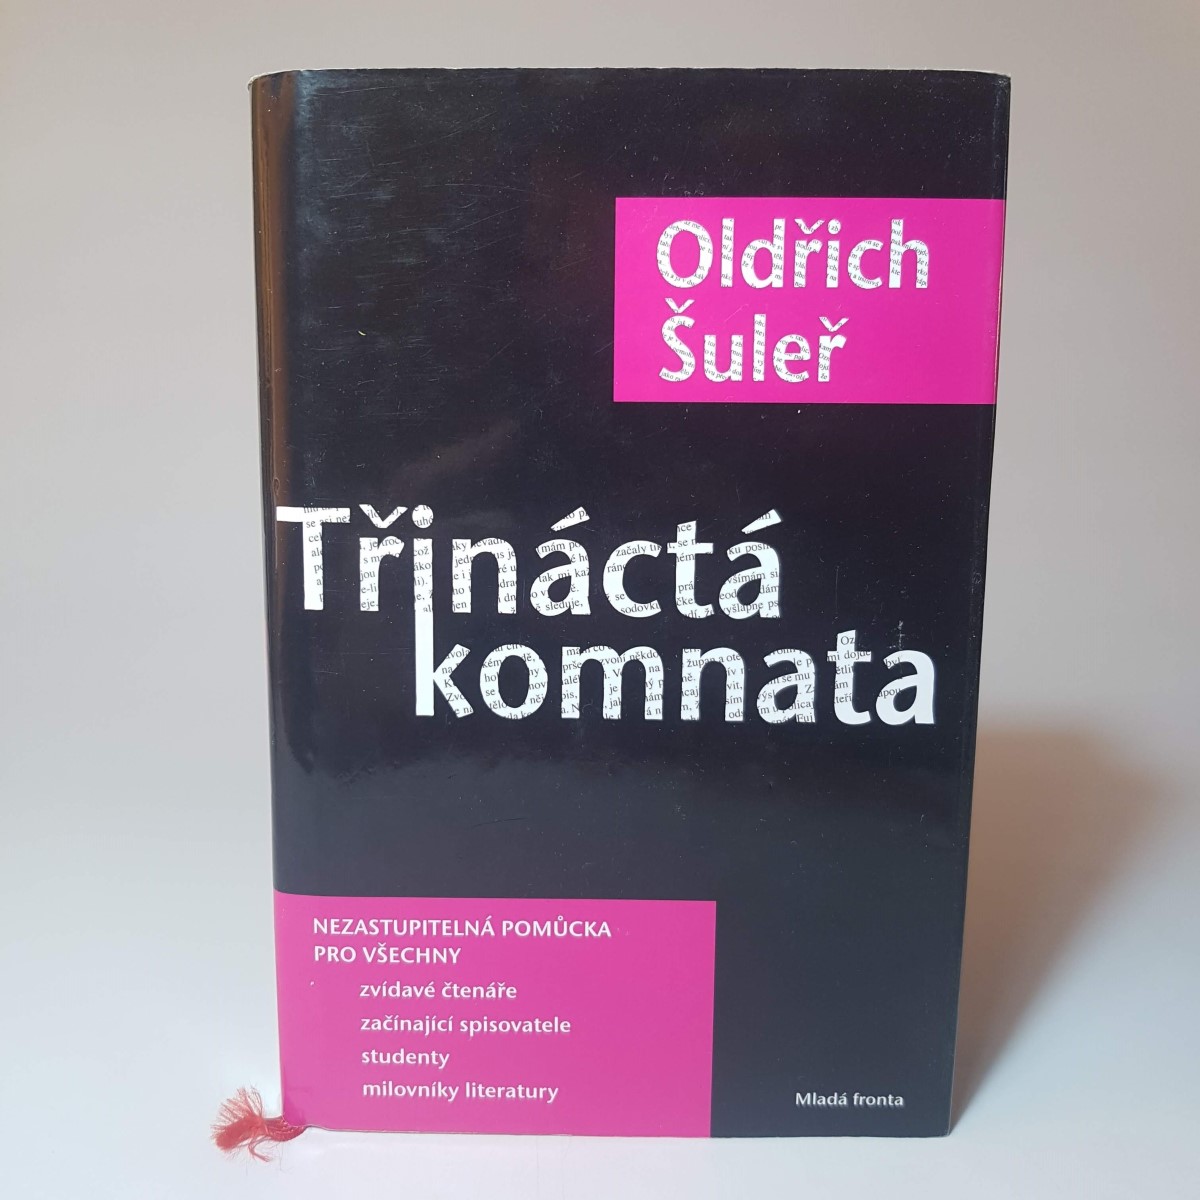 Oldřich
Šuleř
Třináctá
komnata
NEZASTUPITELNÁ POMŮCKA
PRO VŠECHNY
zvídavé čtenáře
začínající spisovatele
studenty
milovníky literatury
Mladá fronta